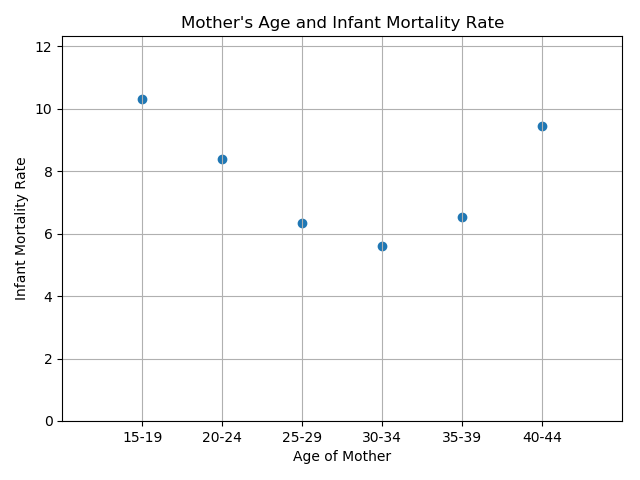 Mother's Age and Infant Mortality Rate
12
10
8
6
4
2
0
Infant Mortality Rate
15-19 20-24 25-29 30-34 35-39 40-44
Age of Mother